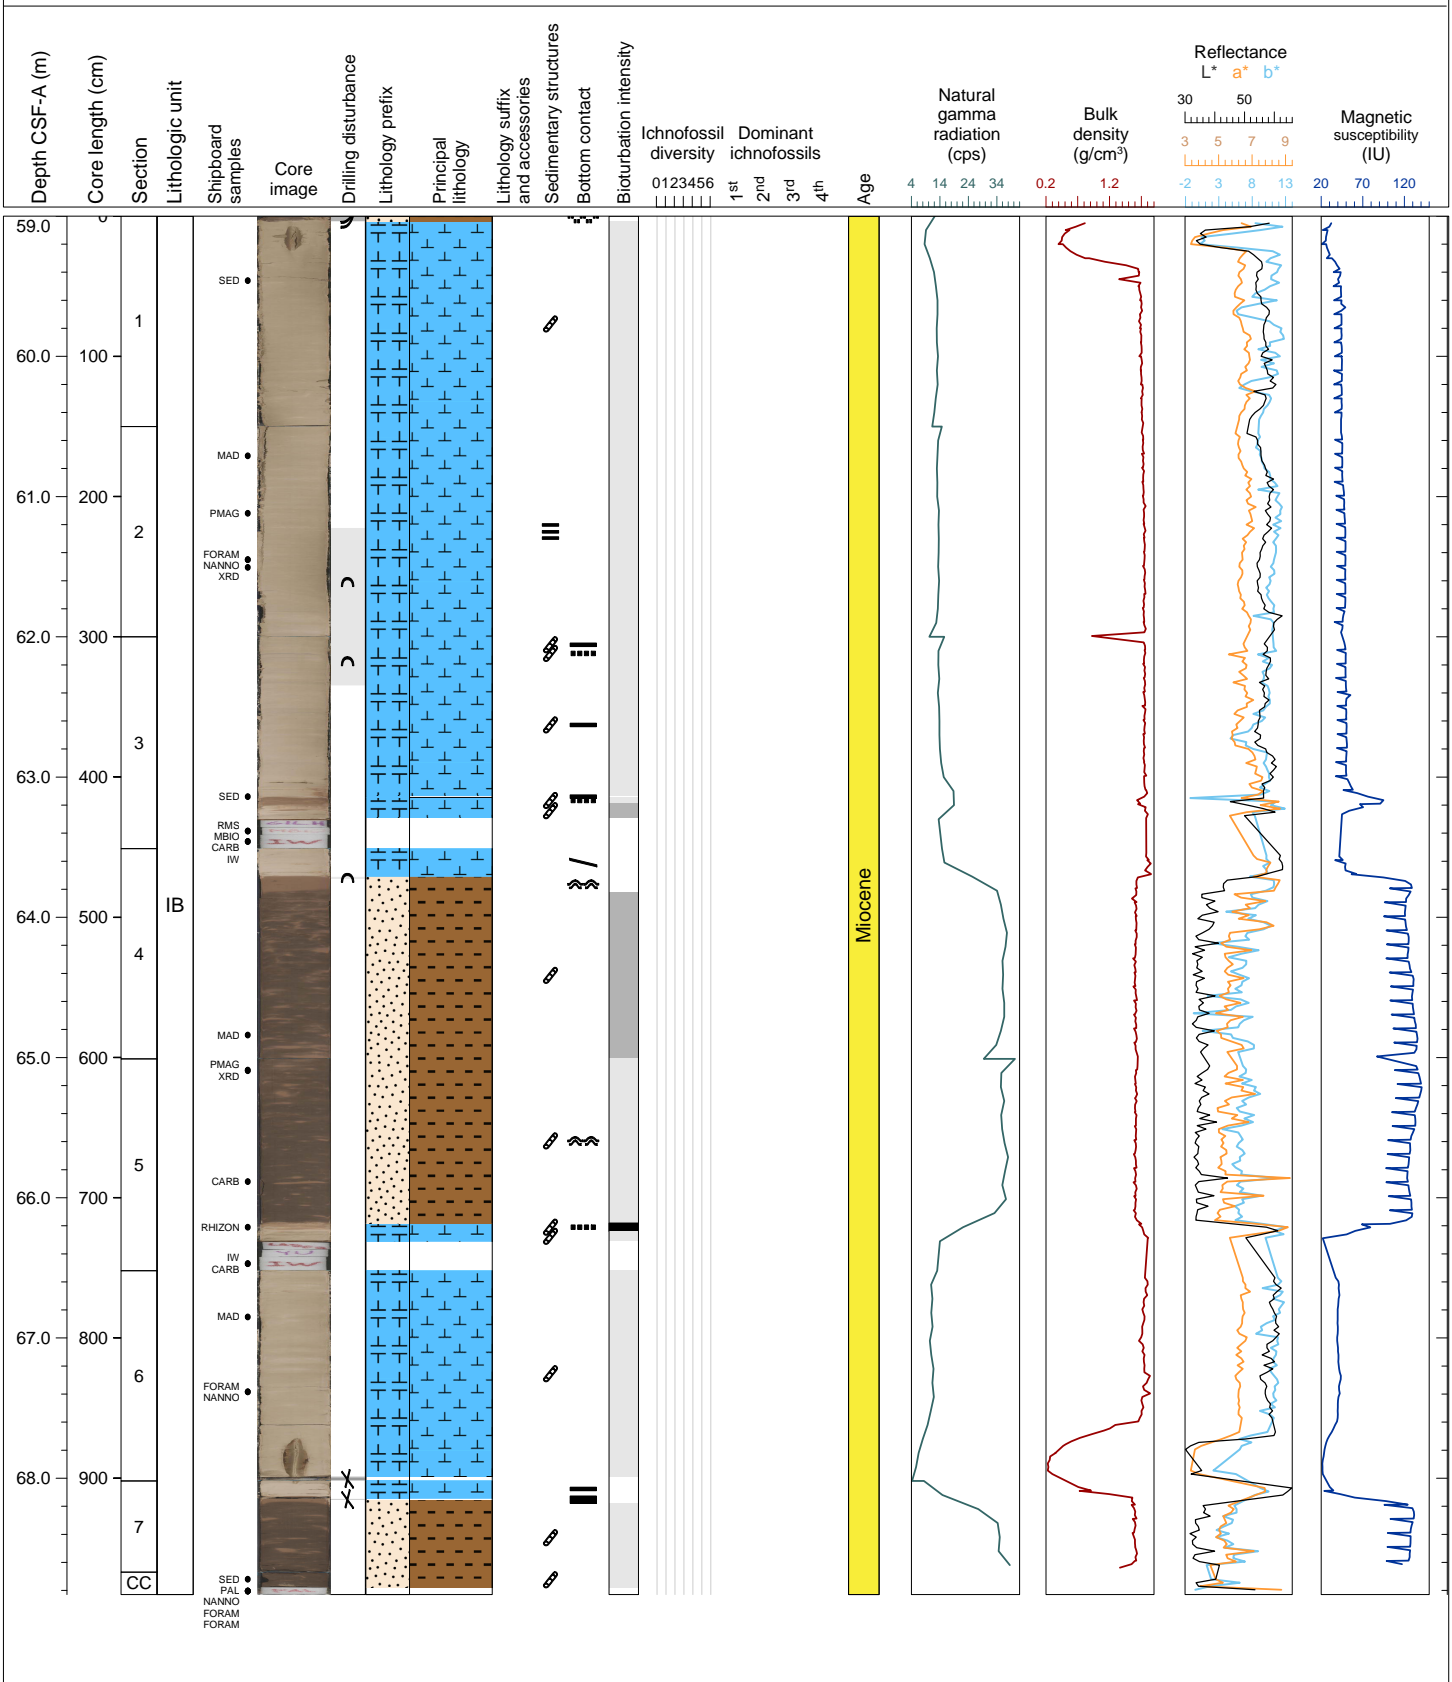 Depth CSF-A (m)
Core length (cm)
Section
Lithologic unit
Shipboard
samples
Core
image
Drilling disturbance
Lithology prefix
Principal
lithology
Lithology suffix
and accessories
Sedimentary structures
Bottom contact
Bioturbation intensity
Ichnofossil
diversity
0123456
Dominant
ichnofossils
1st 2nd 3rd 4th
Age
Natural
gamma
radiation
(cps)
4 14 24 34
Bulk
density
(g/cm³)
0.2 1.2
Reflectance
L* a* b*
30 50
3 5 7 9
-2 3 8 13
Magnetic
susceptibility
(IU)
20 70 120
59.0 0
SED
1
60.0 100
MAD
61.0 200
PMAG
2
FORAM
NANNO
XRD
62.0 300
3
63.0 400
SED
RMS
MBIO
CARB
IW
IW
IB
Miocene
64.0 500
4
MAD
65.0 600
PMAG
XRD
5
CARB
66.0 700
RHIZON
IW
CARB
IW
MAD
67.0 800
6
FORAM
NANNO
68.0 900
7
CC
SED
PAL
PAL
NANNO
FORAM
FORAM